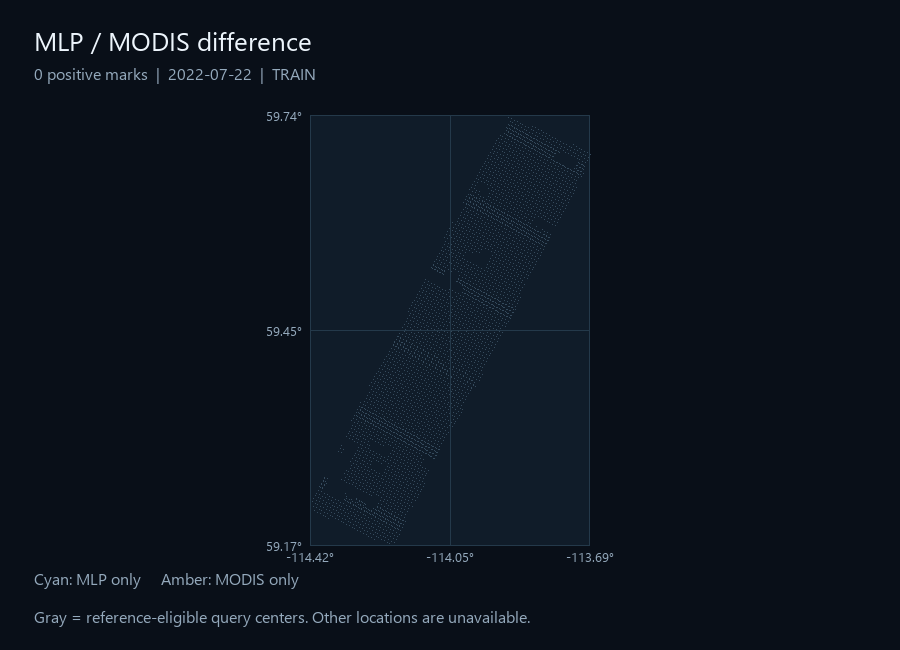 MLP / MODIS difference
0 positive marks | 2022-07-22 | TRAIN
59.74°
59.45°
59.17°
-114.42° -114.05° -113.69°
Cyan: MLP only Amber: MODIS only
Gray = reference-eligible query centers. Other locations are unavailable.